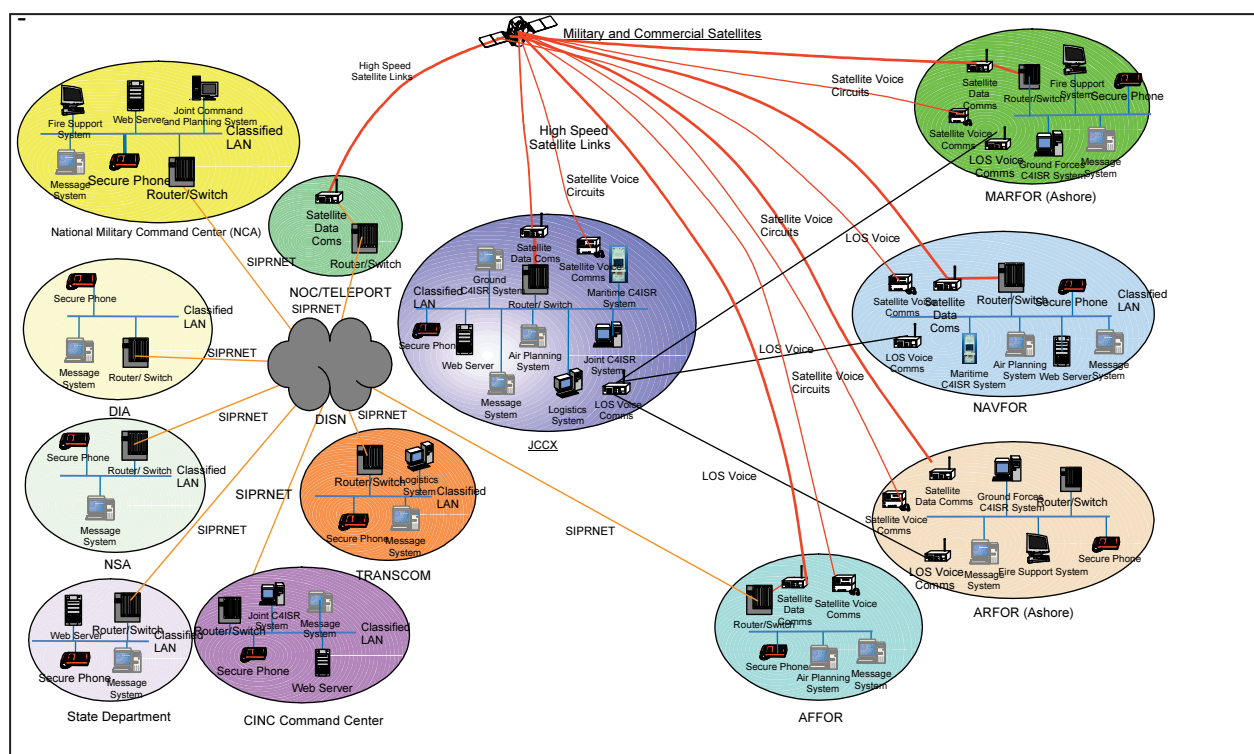 Military and Commercial Satellites
High Speed
Satellite Links
High Speed
Satellite Links
Satellite Voice
Circuits
Satellite Voice
Circuits
Satellite Voice
Circuits
Satellite Voice
Circuits
LOS Voice
LOS Voice
LOS Voice
Fire Support
System
Web Server
Joint Command
and Planning System
Classified
LAN
Message
System
Secure Phone
Router/Switch
National Military Command Center (NCA)
SIPRNET
Satellite
Data
Coms
Router/Switch
NOC/TELEPORT
SIPRNET
Secure Phone
Classified
LAN
Message
System
Router/ Switch
DIA
SIPRNET
DISN
Secure Phone
Router/ Switch
Classified
LAN
Message
System
NSA
SIPRNET
SIPRNET
SIPRNET
SIPRNET
Router/Switch
Logistics
System
Classified
LAN
Secure Phone
Message
System
TRANSCOM
Web Server
Router/Switch
Classified
LAN
Secure Phone
Message
System
State Department
Router/Switch
Joint C4ISR
System
Message
System
Classified
LAN
Secure Phone
Web Server
CINC Command Center
Satellite
Data Coms
Satellite Voice
Comms
Ground
C4ISR System
Router/ Switch
Maritime C4ISR
System
Classified
LAN
Secure Phone
Web Server
Air Planning
System
Joint C4ISR
System
Message
System
Logistics
System
LOS Voice
Comms
JCCX
SIPRNET
Satellite
Data Comms
Router/Switch
Fire Support
System
Secure Phone
Satellite Voice
Comms
LOS Voice
Comms
Ground Forces
C4ISR System
Message
System
MARFOR (Ashore)
Satellite Voice
Comms
Satellite
Data
Coms
Router/Switch
Secure Phone
LOS Voice
Comms
Maritime
C4ISR System
Air Planning
System
Web Server
Message
System
NAVFOR
Satellite
Data Comms
Ground Forces
C4ISR System
Router/Switch
Satellite Voice
Comms
LOS Voice
Comms
Message
System
Fire Support System
Secure Phone
ARFOR (Ashore)
Router/Switch
Satellite
Data
Comms
Satellite Voice
Comms
Secure Phone
Air Planning
System
Message
System
AFFOR